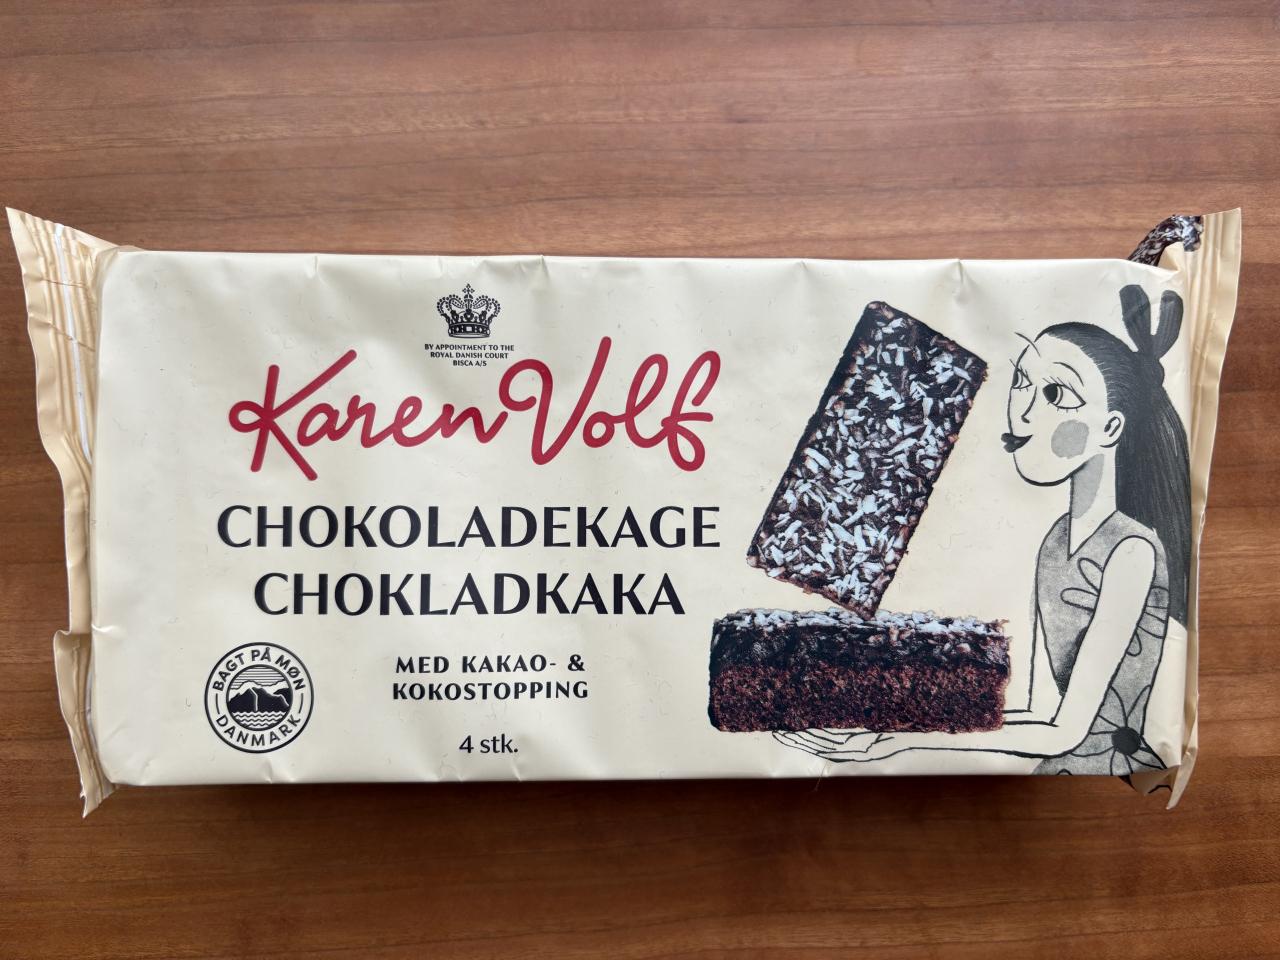 BY APPOINTMENT TO THE
ROYAL DANISH COURT
BISCA A/S
Karen Volf
CHOKOLADEKAGE
CHOKLADKAKA
MED KAKAO- &
KOKOSTOPPING
4 stk.
BAGT PÅ MØN
DANMARK